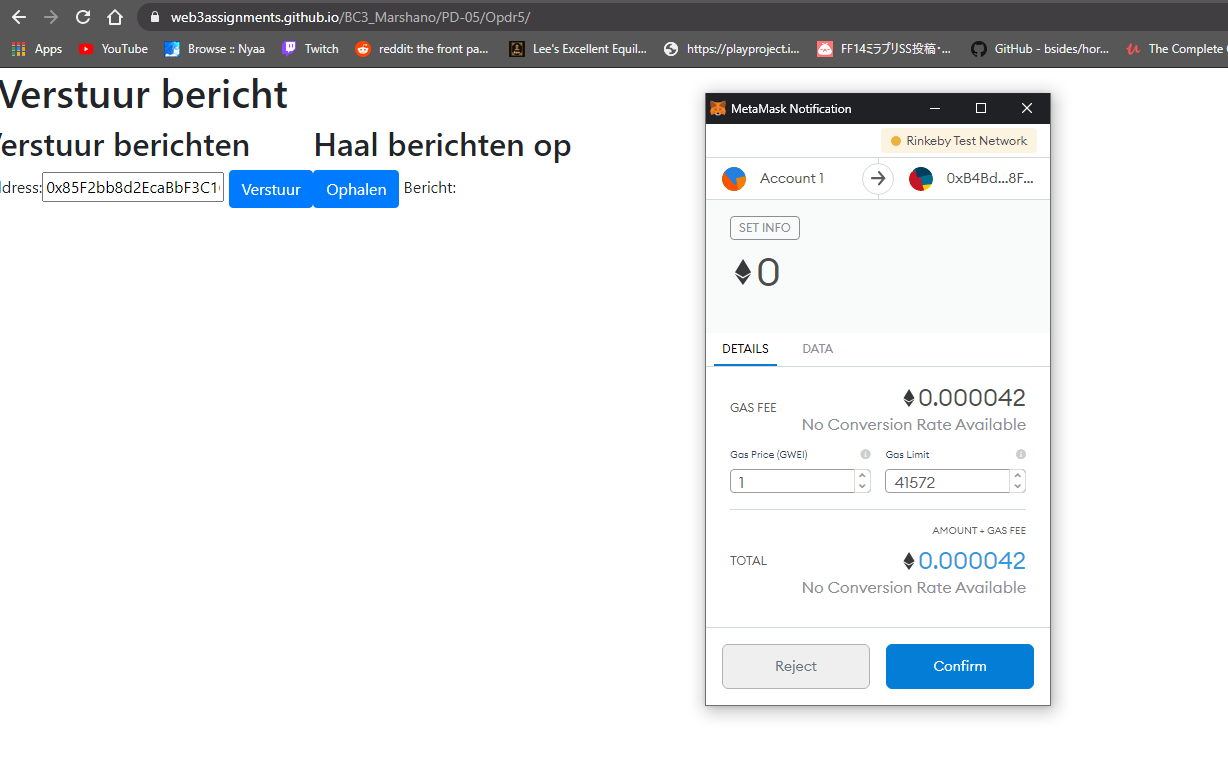 web3assignments.github.io/BC3_Marshano/PD-05/Opdr5/
Apps YouTube Browse :: Nyaa Twitch reddit: the front pa... Lee's Excellent Equil... https://playproject.i... FF14ミラプリSS投稿・... GitHub - bsides/hor... The Complete
Verstuur bericht
erstuur berichten Haal berichten op
dress: 0x85F2bb8d2EcaBbF3C1 Verstuur Ophalen Bericht:
MetaMask Notification
Rinkeby Test Network
Account 1 0xB4Bd...8F...
SET INFO
0
DETAILS DATA
GAS FEE 0.000042
No Conversion Rate Available
Gas Price (GWEI) Gas Limit
1 41572
AMOUNT + GAS FEE
TOTAL 0.000042
No Conversion Rate Available
Reject Confirm